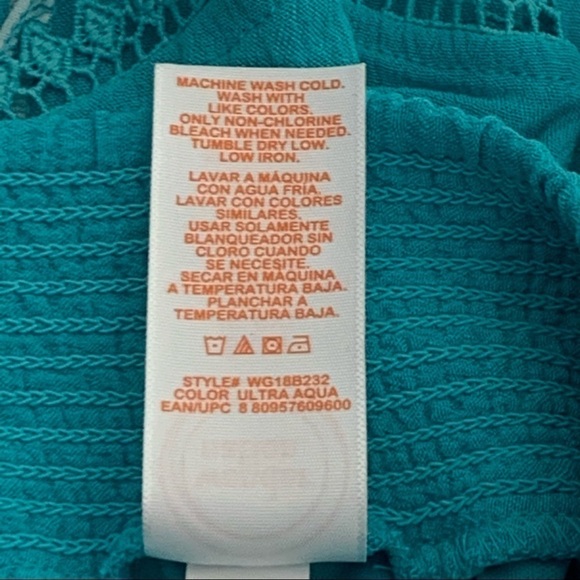 MACHINE WASH COLD.
WASH WITH
LIKE COLORS.
ONLY NON-CHLORINE
BLEACH WHEN NEEDED.
TUMBLE DRY LOW.
LOW IRON.
LAVAR A MÁQUINA
CON AGUA FRÍA.
LAVAR CON COLORES
SIMILARES.
USAR SOLAMENTE
BLANQUEADOR SIN
CLORO CUANDO
SE NECESITE.
SECAR EN MÁQUINA
A TEMPERATURA BAJA.
PLANCHAR A
TEMPERATURA BAJA.
STYLE# WG18B232
COLOR ULTRA AQUA
EAN/UPC 8 80957609600